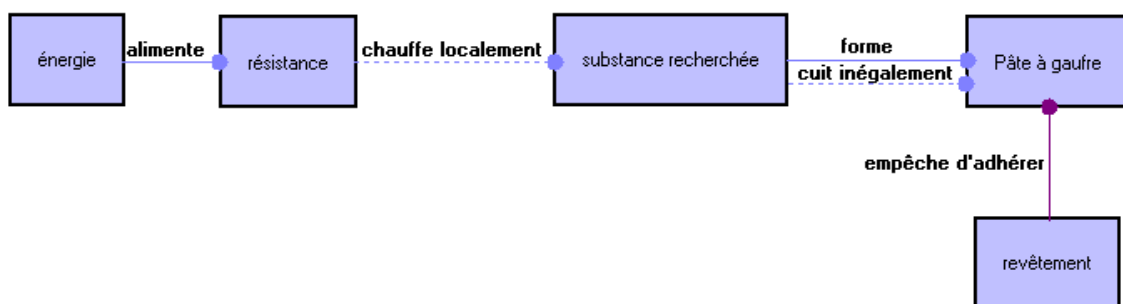 énergie
alimente
résistance
chauffe localement
substance recherchée
forme
cuit inégalement
Pâte à gaufre
empêche d'adhérer
revêtement